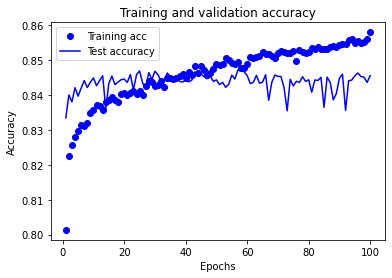 Training and validation accuracy
0.86
0.85
0.84
0.83
0.82
0.81
0.80
Accuracy
Training acc
Test accuracy
0
20
40
60
80
100
Epochs